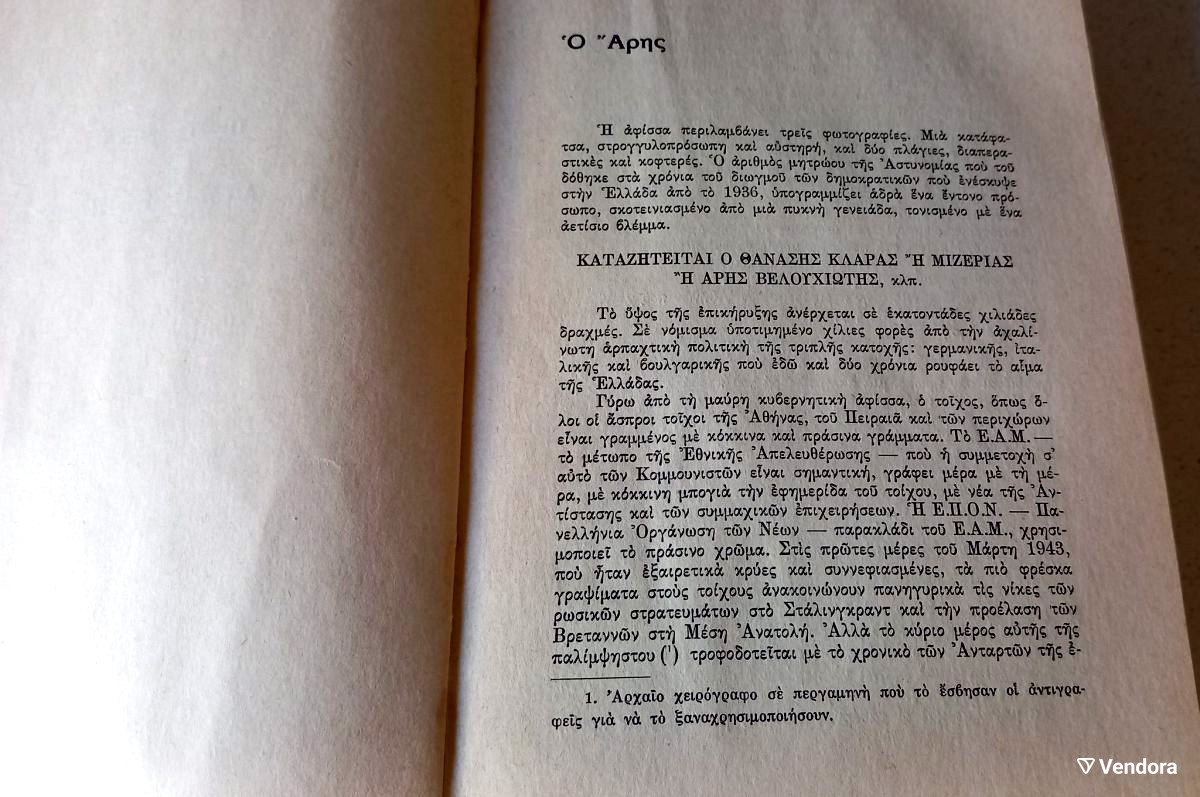 Ὁ Ἄρης
Ἡ ἀφίσσα περιλαμβάνει τρεῖς φωτογραφίες. Μιὰ κατάφα-
τσα, στρογγυλοπρόσωπη καὶ αὐστηρή, καὶ δύο πλάγιες, διαπερα-
στικὲς καὶ κοφτερές. Ὁ ἀριθμὸς μητρώου τῆς Ἀστυνομίας ποὺ τοῦ
δόθηκε στὰ χρόνια τοῦ διωγμοῦ τῶν δημοκρατικῶν ποὺ ἐνέσκυψε
στὴν Ἑλλάδα ἀπὸ τὸ 1936, ὑπογραμμίζει ἁδρὰ ἕνα ἔντονο πρό-
σωπο, σκοτεινιασμένο ἀπὸ μιὰ πυκνὴ γενειάδα, τονισμένο μὲ ἕνα
ἀετίσιο βλέμμα.
ΚΑΤΑΖΗΤΕΙΤΑΙ Ο ΘΑΝΑΣΗΣ ΚΛΑΡΑΣ Ἢ ΜΙΖΕΡΙΑΣ
Ἢ ΑΡΗΣ ΒΕΛΟΥΧΙΩΤΗΣ, κλπ.
Τὸ ὕψος τῆς ἐπικήρυξης ἀνέρχεται σὲ ἑκατοντάδες χιλιάδες
δραχμές. Σὲ νόμισμα ὑποτιμημένο χίλιες φορὲς ἀπὸ τὴν ἀχαλί-
νωτη ἁρπαχτικὴ πολιτικὴ τῆς τριπλῆς κατοχῆς: γερμανικῆς, ἰτα-
λικῆς καὶ βουλγαρικῆς ποὺ ἐδῶ καὶ δύο χρόνια ρουφάει τὸ αἷμα
τῆς Ἑλλάδας.
Γύρω ἀπὸ τὴ μαύρη κυβερνητικὴ ἀφίσσα, ὁ τοῖχος, ὅπως ὅ-
λοι οἱ ἄσπροι τοῖχοι τῆς Ἀθήνας, τοῦ Πειραιᾶ καὶ τῶν περιχώρων
εἶναι γραμμένος μὲ κόκκινα καὶ πράσινα γράμματα. Τὸ Ε.Α.Μ. —
τὸ μέτωπο τῆς Ἐθνικῆς Ἀπελευθέρωσης — ποὺ ἡ συμμετοχὴ σ'
αὐτὸ τῶν Κομμουνιστῶν εἶναι σημαντική, γράφει μέρα μὲ τὴ μέ-
ρα, μὲ κόκκινη μπογιὰ τὴν ἐφημερίδα τοῦ τοίχου, μὲ νέα τῆς Ἀν-
τίστασης καὶ τῶν συμμαχικῶν ἐπιχειρήσεων. Ἡ Ε.Π.Ο.Ν. — Πα-
νελλήνια Ὀργάνωση τῶν Νέων — παρακλάδι τοῦ Ε.Α.Μ., χρησι-
μοποιεῖ τὸ πράσινο χρῶμα. Στὶς πρῶτες μέρες τοῦ Μάρτη 1943,
ποὺ ἦταν ἐξαιρετικὰ κρύες καὶ συννεφιασμένες, τὰ πιὸ φρέσκα
γραψίματα στοὺς τοίχους ἀνακοινώνουν πανηγυρικὰ τὶς νίκες τῶν
ρωσικῶν στρατευμάτων στὸ Στάλινγκραντ καὶ τὴν προέλαση τῶν
Βρεταννῶν στὴ Μέση Ἀνατολή. Ἀλλὰ τὸ κύριο μέρος αὐτῆς τῆς
παλίμψηστου (¹) τροφοδοτεῖται μὲ τὸ χρονικὸ τῶν Ἀνταρτῶν τῆς ἐ-
1. Ἀρχαῖο χειρόγραφο σὲ περγαμηνὴ ποὺ τὸ ἔσβησαν οἱ ἀντιγρα-
φεῖς γιὰ νὰ τὸ ξαναχρησιμοποιήσουν.
Vendora